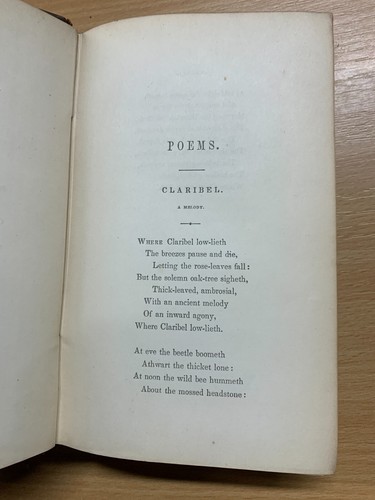 POEMS.
CLARIBEL.
A MELODY.
WHERE Claribel low-lieth
The breezes pause and die,
Letting the rose-leaves fall:
But the solemn oak-tree sigheth,
Thick-leaved, ambrosial,
With an ancient melody
Of an inward agony,
Where Claribel low-lieth.
At eve the beetle boometh
Athwart the thicket lone:
At noon the wild bee hummeth
About the mossed headstone: